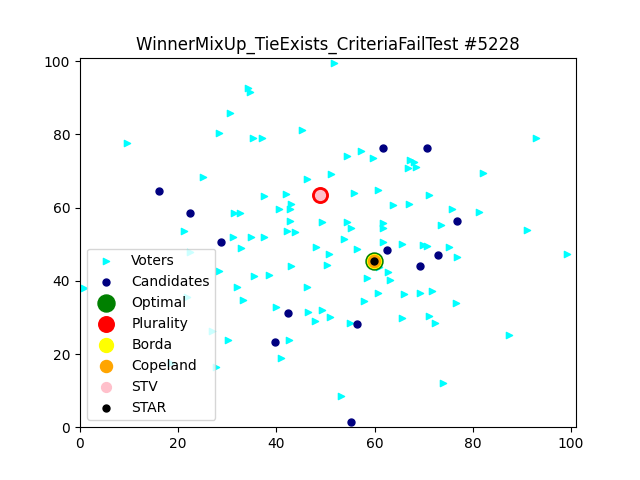 WinnerMixUp_TieExists_CriteriaFailTest #5228
100
80
60
40
20
0
0 20 40 60 80 100
Voters
Candidates
Optimal
Plurality
Borda
Copeland
STV
STAR